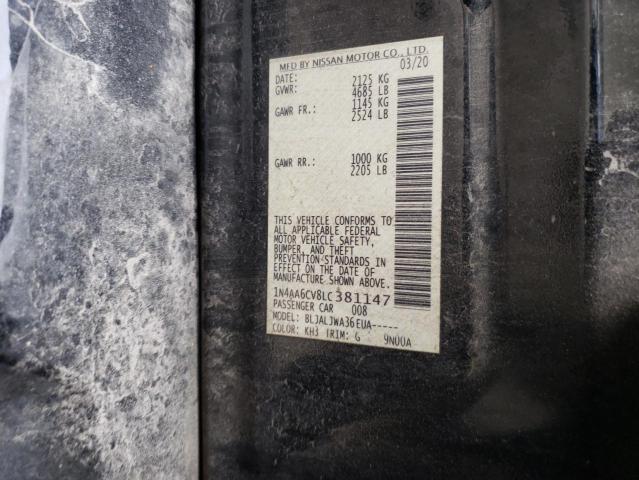 MFD BY NISSAN MOTOR CO., LTD.
DATE: 03/20
GVWR: 2125 KG
4685 LB
GAWR FR.: 1145 KG
2524 LB
GAWR RR.: 1000 KG
2205 LB
THIS VEHICLE CONFORMS TO
ALL APPLICABLE FEDERAL
MOTOR VEHICLE SAFETY,
BUMPER, AND THEFT
PREVENTION STANDARDS IN
EFFECT ON THE DATE OF
MANUFACTURE SHOWN ABOVE.
1N4AA6CV8LC381147
PASSENGER CAR 008
MODEL: BLJALJWA36EUA-----
COLOR: KH3 TRIM: G 9N00A